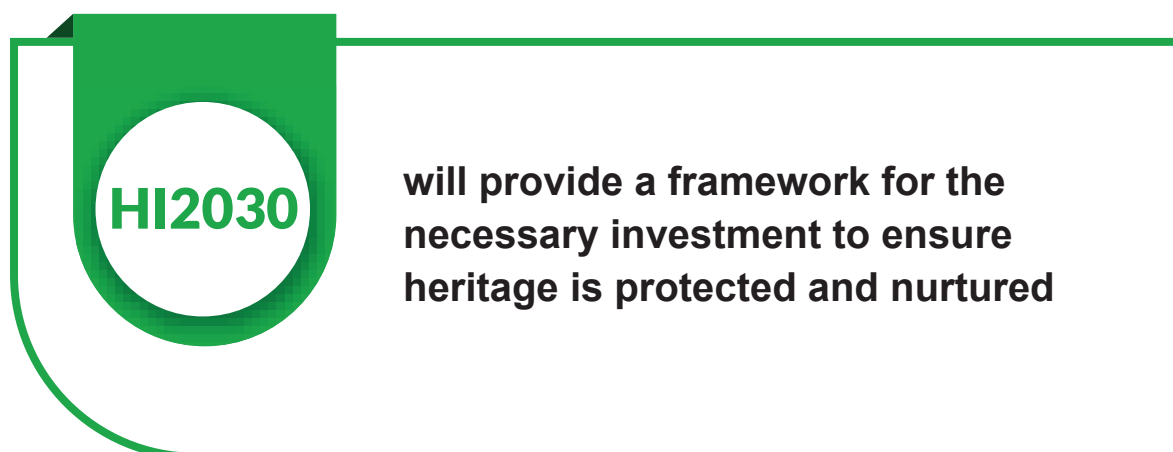 HI2030
will provide a framework for the
necessary investment to ensure
heritage is protected and nurtured